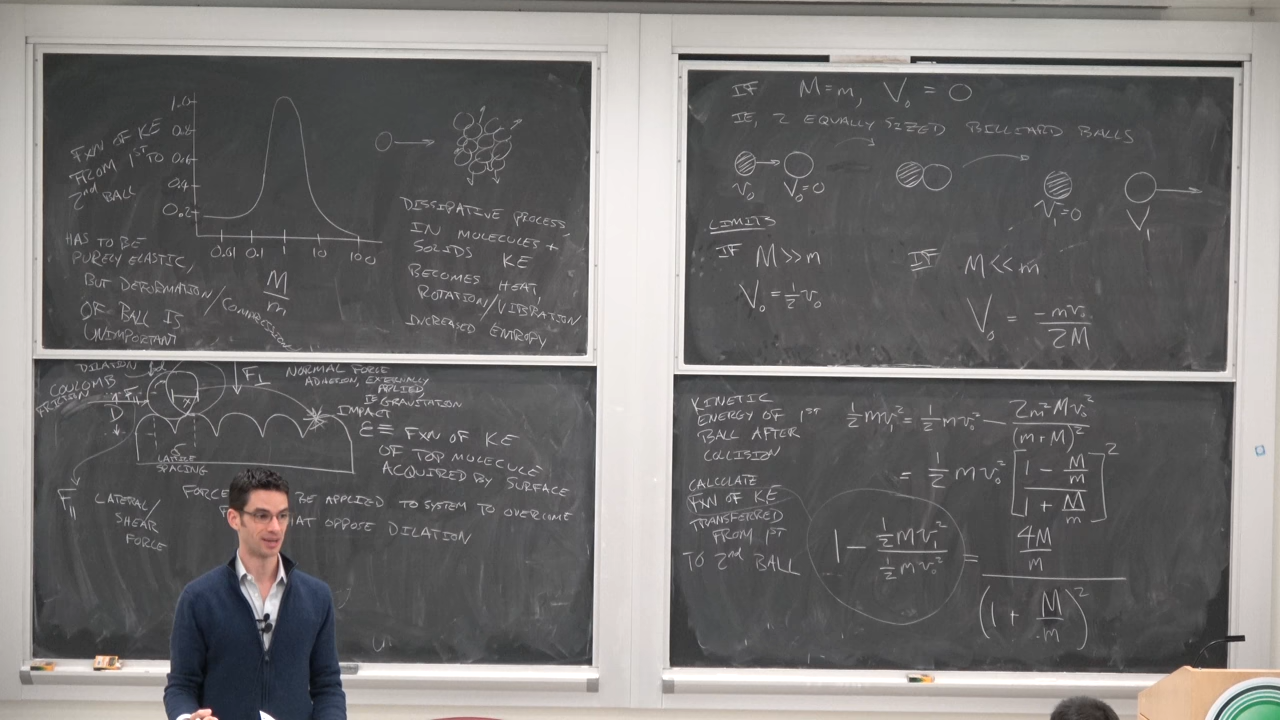 FXN OF KE
FROM 1ST TO
2nd BALL
1.0
0.8
0.6
0.4
0.2
0.01 0.1 1 10 100
M/m
HAS TO BE
PURELY ELASTIC,
BUT DEFORMATION/COMPRESSION
OF BALL IS
UNIMPORTANT
DISSIPATIVE PROCESS
IN MOLECULES +
SOLIDS KE
BECOMES HEAT,
ROTATION/VIBRATION
INCREASED ENTROPY
DILATION
COULOMB
FRICTION
D
F⊥
NORMAL FORCE
ADHESION, EXTERNALLY
APPLIED
IE GRAVITATION
IMPACT
LATTICE
SPACING
ε ≡ FXN OF KE
OF TOP MOLECULE
ACQUIRED BY SURFACE
F∥ LATERAL/
SHEAR
FORCE
FORCE BE APPLIED TO SYSTEM TO OVERCOME
THAT OPPOSE DILATION
IF M=m, V₀ = 0
IE, 2 EQUALLY SIZED BILLIARD BALLS
v₀ V₀=0
v₁=0 V₁
LIMITS
IF M>>m
V₀ = ½ v₀
IF M<<m
V₀ = -mv₀/2M
KINETIC
ENERGY OF 1ST
BALL AFTER
COLLISION
½mv₁² = ½mv₀² - 2m²Mv₀²/(m+M)²
= ½mv₀² [(1 - M/m)/(1 + M/m)]²
CALCULATE
FXN OF KE
TRANSFERRED
FROM 1ST
TO 2nd BALL
1 - ½mv₁²/½mv₀² = (4M/m)/(1 + M/m)²